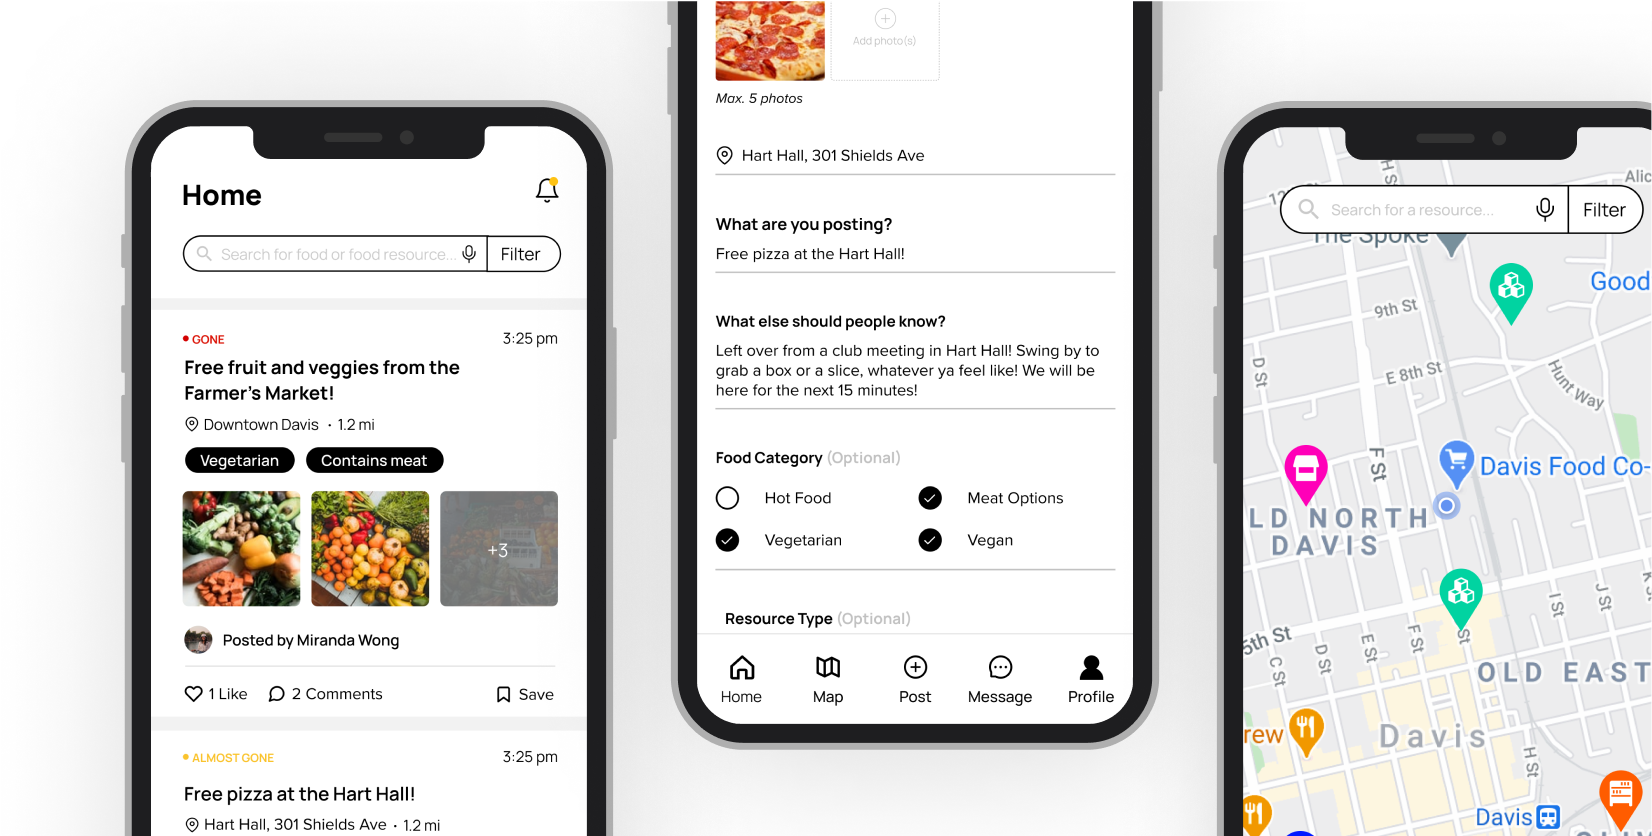 Home
Search for food or food resource...
Filter
GONE
3:25 pm
Free fruit and veggies from the
Farmer's Market!
Downtown Davis · 1.2 mi
Vegetarian
Contains meat
+3
Posted by Miranda Wong
1 Like
2 Comments
Save
ALMOST GONE
3:25 pm
Free pizza at the Hart Hall!
Hart Hall, 301 Shields Ave · 1.2 mi
Add photo(s)
Max. 5 photos
Hart Hall, 301 Shields Ave
What are you posting?
Free pizza at the Hart Hall!
What else should people know?
Left over from a club meeting in Hart Hall! Swing by to
grab a box or a slice, whatever ya feel like! We will be
here for the next 15 minutes!
Food Category (Optional)
Hot Food
Meat Options
Vegetarian
Vegan
Resource Type (Optional)
Home
Map
Post
Message
Profile
H S
Alic
12
Search for a resource...
Filter
The Spoke
Good
9th St
D St
E 8th St
Hunt Way
F St
Davis Food Co-
LD NORTH
DAVIS
I St
J St
K
5th St
C St
D St
E St
F St
St
OLD EAST
rew
Davis
H St
Davis